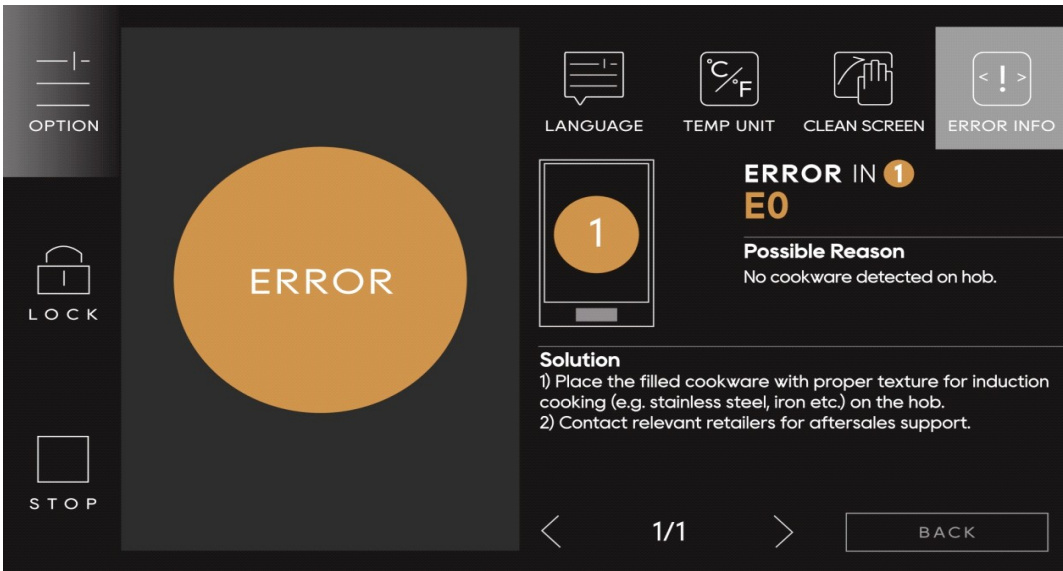 OPTION
LOCK
STOP
ERROR
LANGUAGE
°C/°F
TEMP UNIT
CLEAN SCREEN
< ! >
ERROR INFO
1
ERROR IN 1
E0
Possible Reason
No cookware detected on hob.
Solution
1) Place the filled cookware with proper texture for induction
cooking (e.g. stainless steel, iron etc.) on the hob.
2) Contact relevant retailers for aftersales support.
1/1
BACK